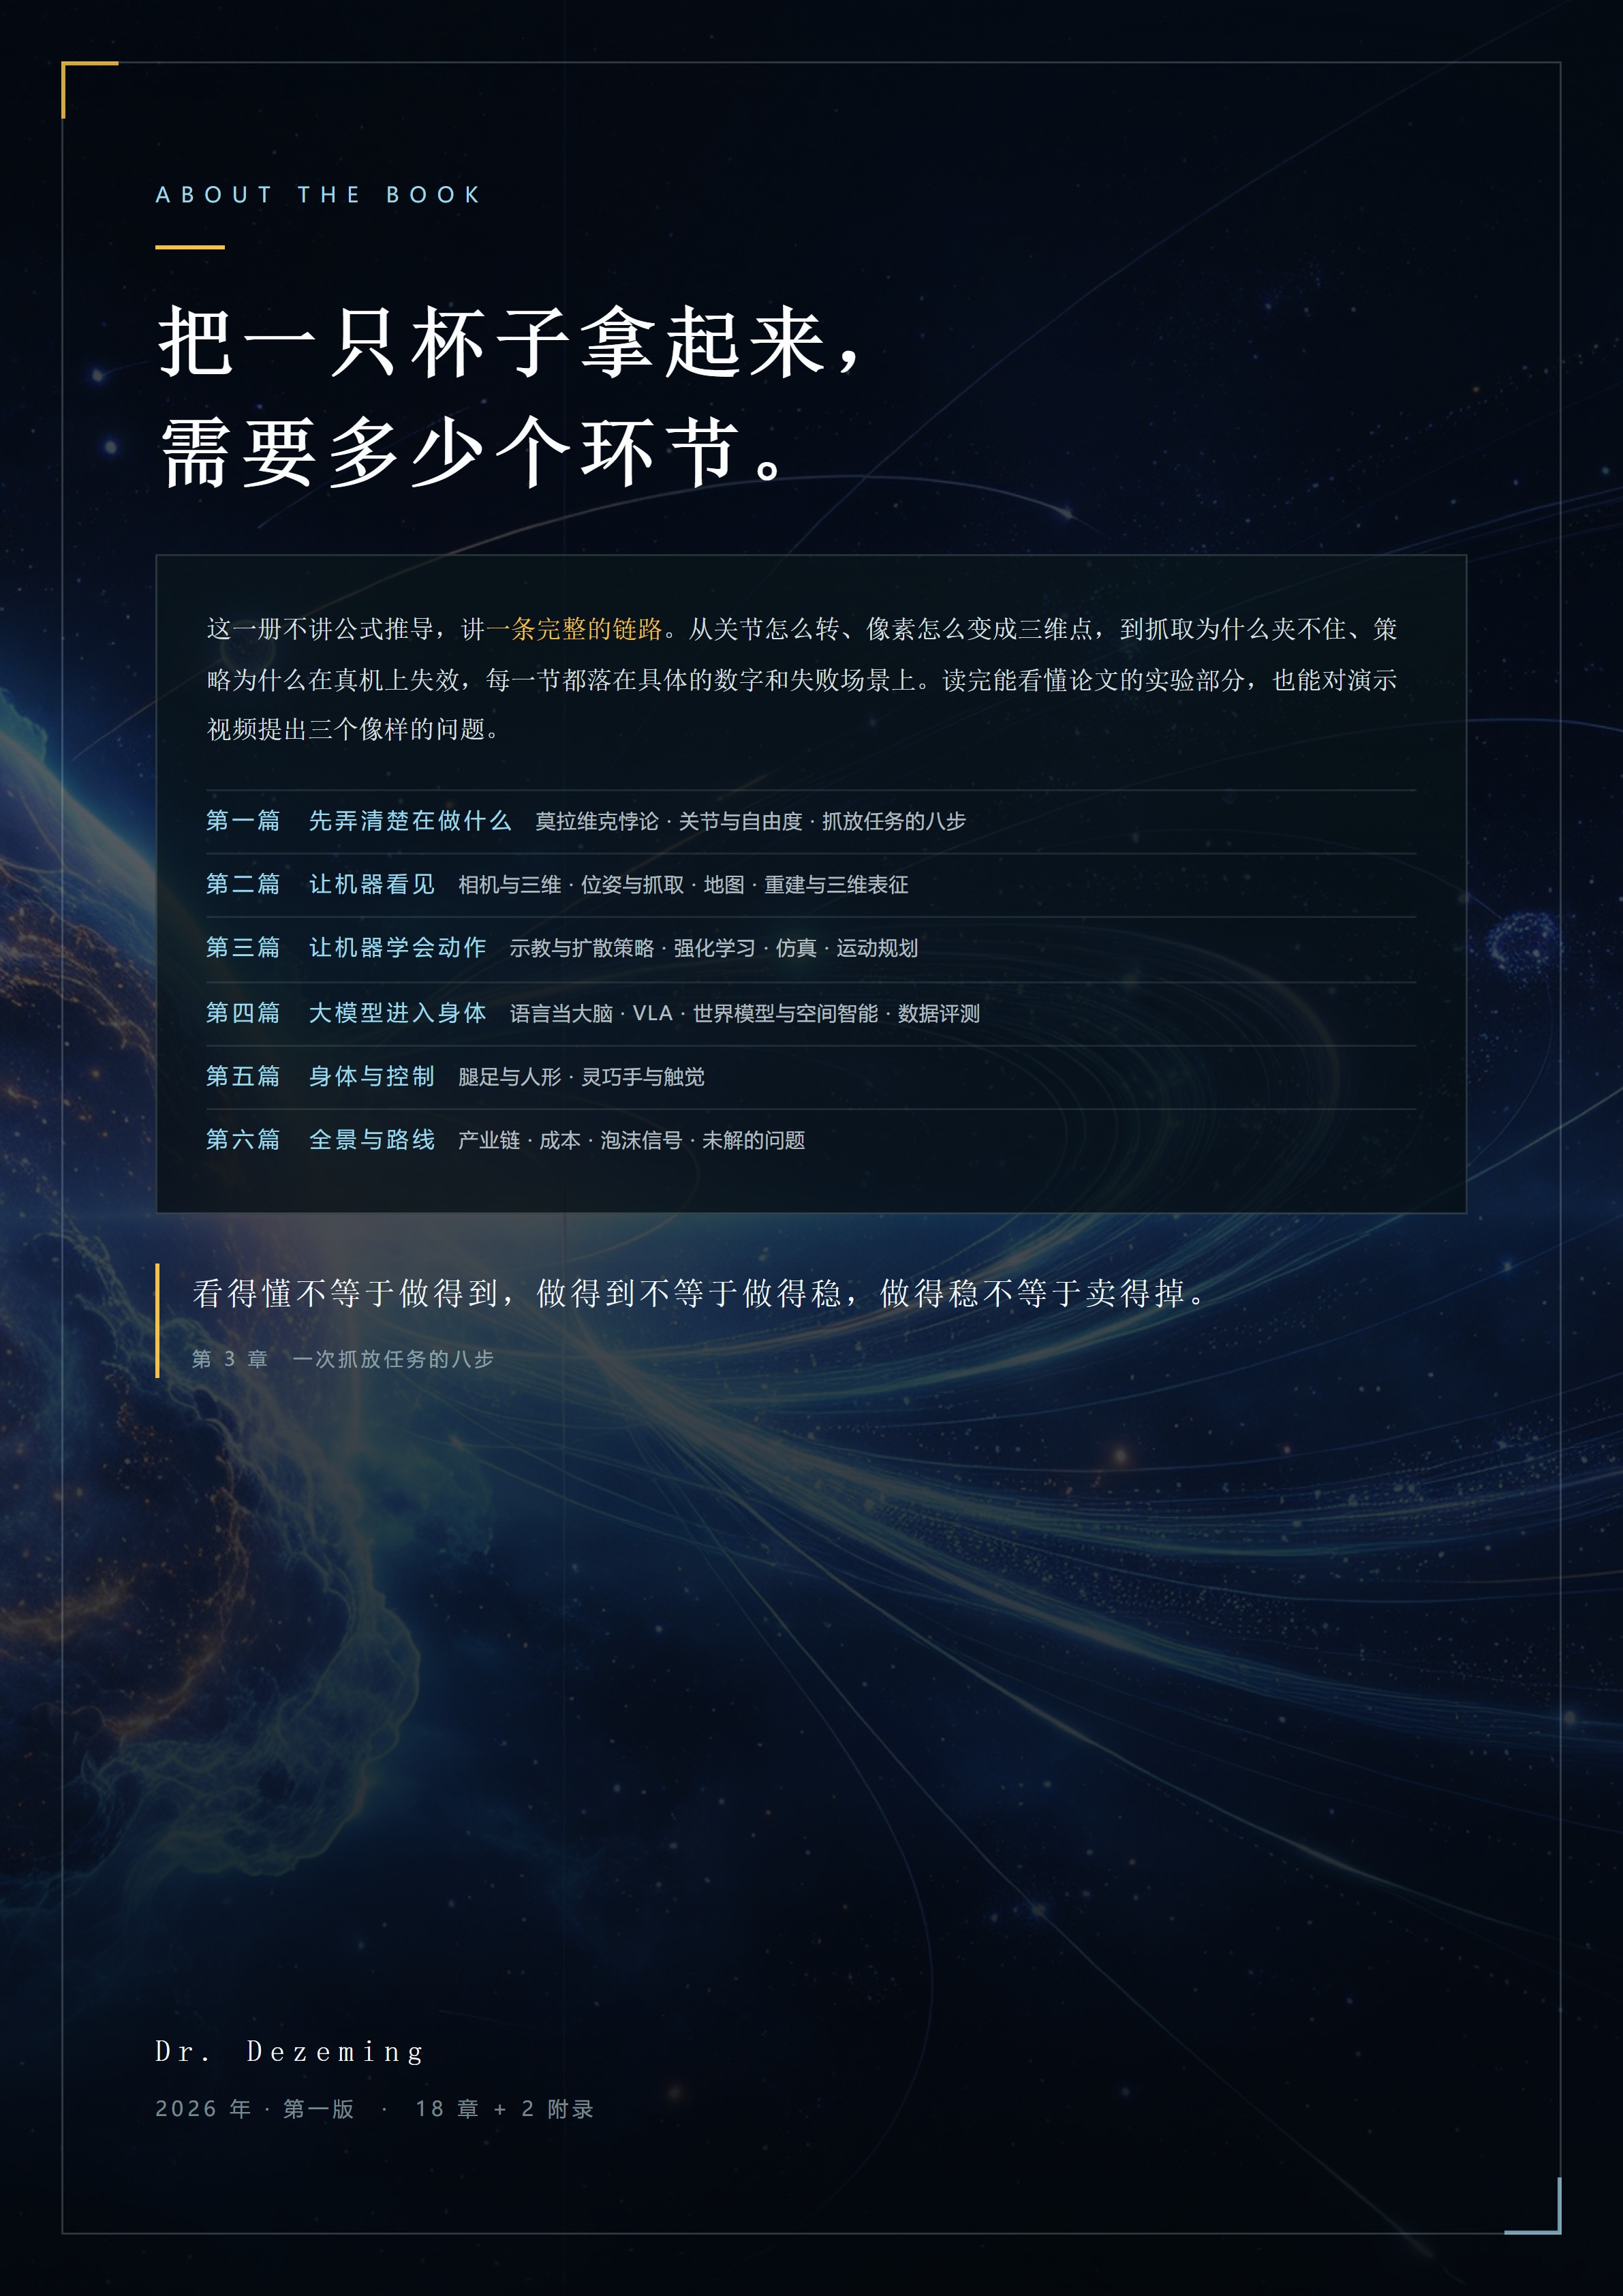 ABOUT THE BOOK
把一只杯子拿起来，
需要多少个环节。
这一册不讲公式推导，讲一条完整的链路。从关节怎么转、像素怎么变成三维点，到抓取为什么夹不住、策
略为什么在真机上失效，每一节都落在具体的数字和失败场景上。读完能看懂论文的实验部分，也能对演示
视频提出三个像样的问题。
第一篇 先弄清楚在做什么 莫拉维克悖论 · 关节与自由度 · 抓放任务的八步
第二篇 让机器看见 相机与三维 · 位姿与抓取 · 地图 · 重建与三维表征
第三篇 让机器学会动作 示教与扩散策略 · 强化学习 · 仿真 · 运动规划
第四篇 大模型进入身体 语言当大脑 · VLA · 世界模型与空间智能 · 数据评测
第五篇 身体与控制 腿足与人形 · 灵巧手与触觉
第六篇 全景与路线 产业链 · 成本 · 泡沫信号 · 未解的问题
看得懂不等于做得到，做得到不等于做得稳，做得稳不等于卖得掉。
第 3 章 一次抓放任务的八步
Dr. Dezeming
2026 年 · 第一版 · 18 章 + 2 附录